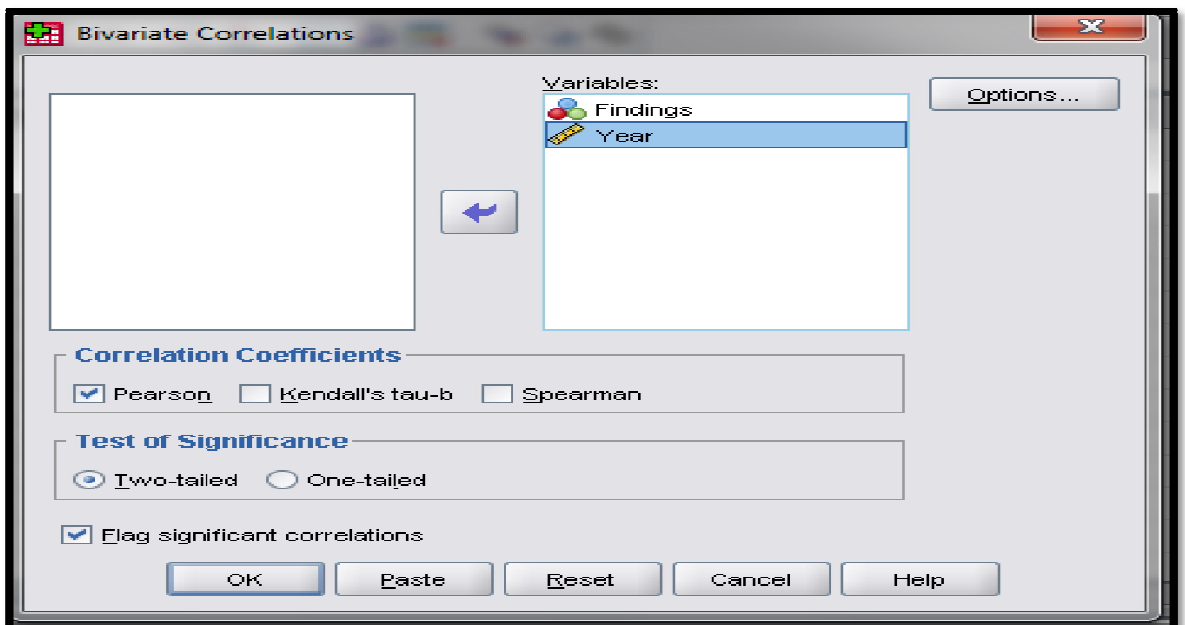 Bivariate Correlations
Variables:
Options...
Findings
Year
Correlation Coefficients
Pearson Kendall's tau-b Spearman
Test of Significance
Two-tailed One-tailed
Flag significant correlations
OK Paste Reset Cancel Help